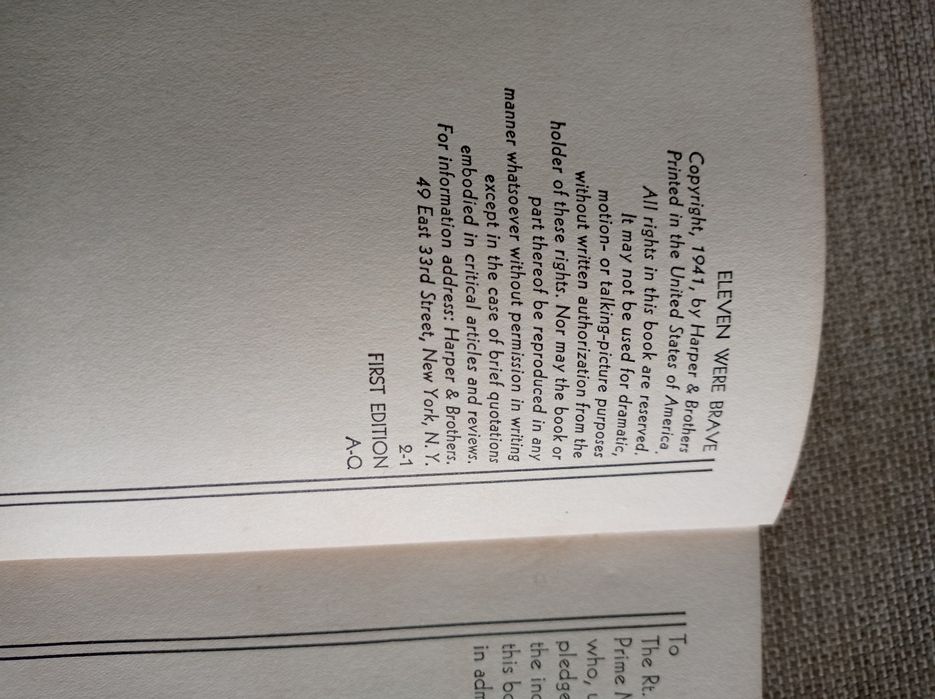 ELEVEN WERE BRAVE
Copyright, 1941, by Harper & Brothers
Printed in the United States of America.
All rights in this book are reserved.
It may not be used for dramatic,
motion- or talking-picture purposes
without written authorization from the
holder of these rights. Nor may the book or
part thereof be reproduced in any
manner whatsoever without permission in writing
except in the case of brief quotations
embodied in critical articles and reviews.
For information address: Harper & Brothers.
49 East 33rd Street, New York, N. Y.
2-1
FIRST EDITION
A-Q
To
The Rt.
Prime
who,
pledge
the
this
in